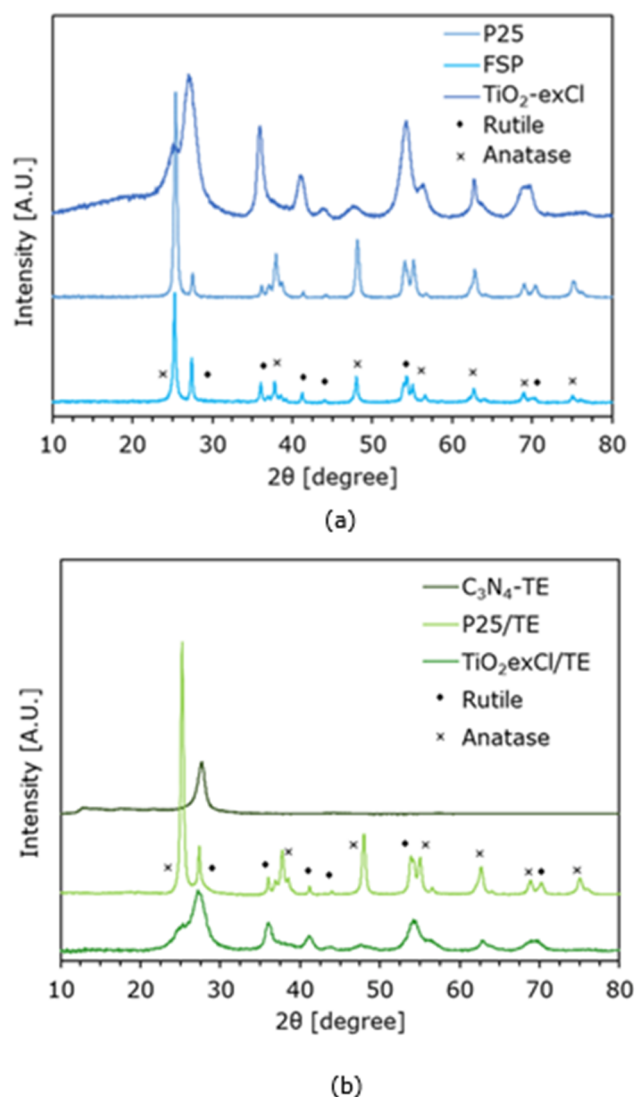 P25
FSP
TiO₂-exCl
♦ Rutile
× Anatase
Intensity [A.U.]
10 20 30 40 50 60 70 80
2θ [degree]
(a)
C₃N₄-TE
P25/TE
TiO₂exCl/TE
♦ Rutile
× Anatase
Intensity [A.U.]
10 20 30 40 50 60 70 80
2θ [degree]
(b)